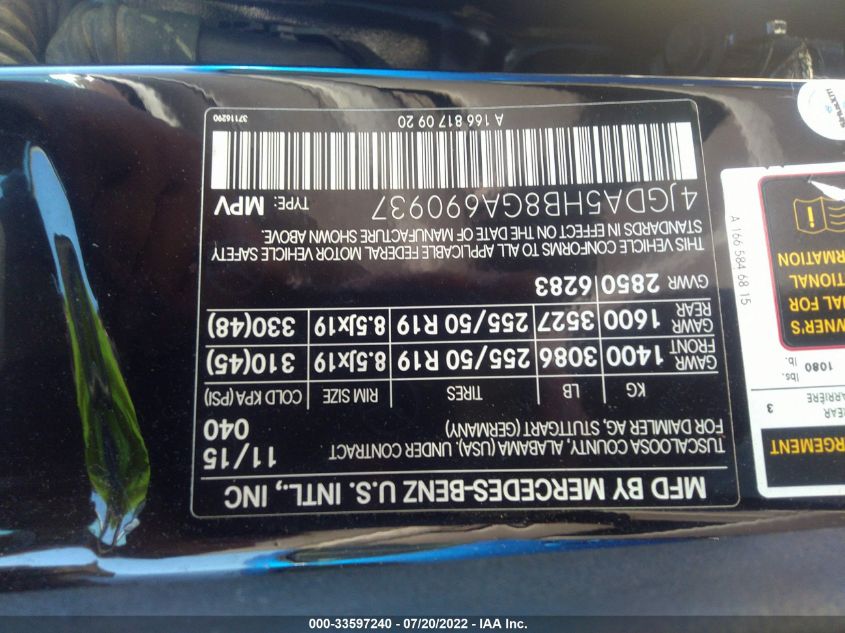 MFD BY MERCEDES-BENZ U.S. INTL., INC
TUSCALOOSA COUNTY, ALABAMA (USA). UNDER CONTRACT 11/15
FOR DAIMLER AG, STUTTGART (GERMANY) 040
KG LB TIRES RIM SIZE COLD KPA (PSI)
GAWR FRONT 1400 3086 255/50 R19 8.5Jx19 310(45)
GAWR REAR 1600 3527 255/50 R19 8.5Jx19 330(48)
GVWR 2850 6283
THIS VEHICLE CONFORMS TO ALL APPLICABLE FEDERAL MOTOR VEHICLE SAFETY
STANDARDS IN EFFECT ON THE DATE OF MANUFACTURE SHOWN ABOVE.
4JGDA5HB8GA690937 TYPE: MPV
A 166 817 09 20
37116290
3
1080
lbs.
lb.
A 166 584 68 15
000-33597240 - 07/20/2022 - IAA Inc.